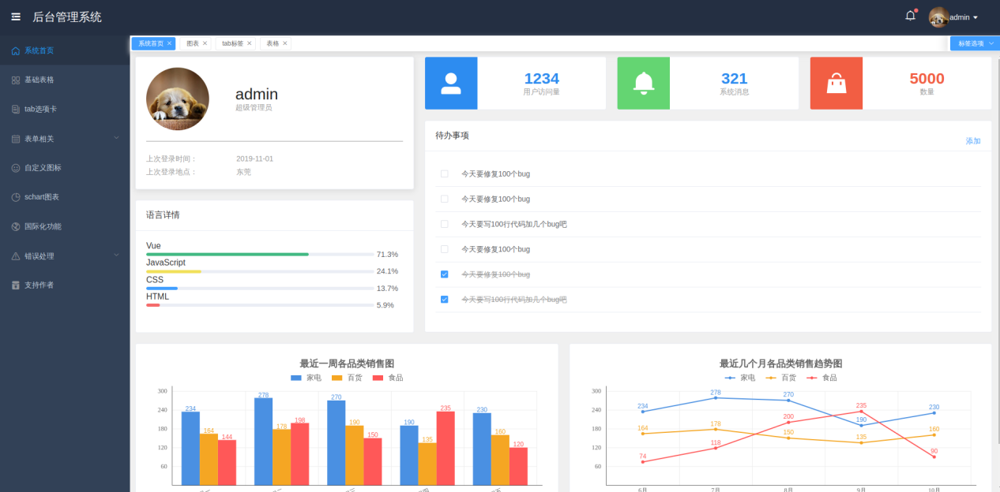 后台管理系统
admin
系统首页
基础表格
tab选项卡
表单相关
自定义图标
schart图表
国际化功能
错误处理
支持作者
系统首页 图表 tab标签 表格 标签选项
admin
超级管理员
上次登录时间： 2019-11-01
上次登录地点： 东莞
语言详情
Vue
71.3%
JavaScript
24.1%
CSS
13.7%
HTML
5.9%
1234
用户访问量
321
系统消息
5000
数量
待办事项
添加
今天要修复100个bug
今天要修复100个bug
今天要写100行代码加几个bug吧
今天要修复100个bug
今天要修复100个bug
今天要写100行代码加几个bug吧
最近一周各品类销售图
家电 百货 食品
300
240
180
120
60
234 164 144
278 178 198
270 190 150
190 135 235
230 160 120
最近几个月各品类销售趋势图
家电 百货 食品
300
240
180
120
60
234 278 270 190 230
164 178 150 135 160
74 118 200 235 90
6月 7月 8月 9月 10月